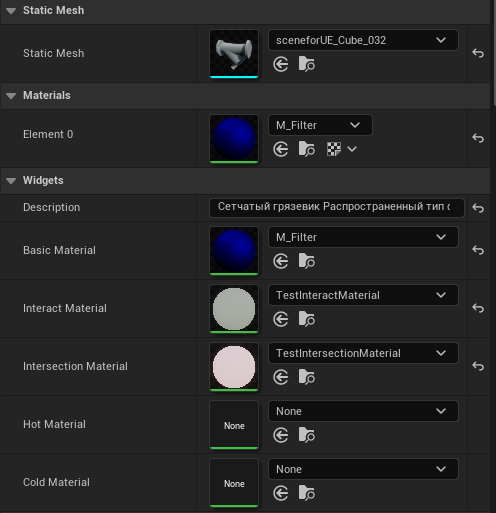 Static Mesh
Static Mesh
sceneforUE_Cube_032
Materials
Element 0
M_Filter
Widgets
Description
Сетчатый грязевик Распространенный тип с
Basic Material
M_Filter
Interact Material
TestInteractMaterial
Intersection Material
TestIntersectionMaterial
Hot Material
None
None
Cold Material
None
None